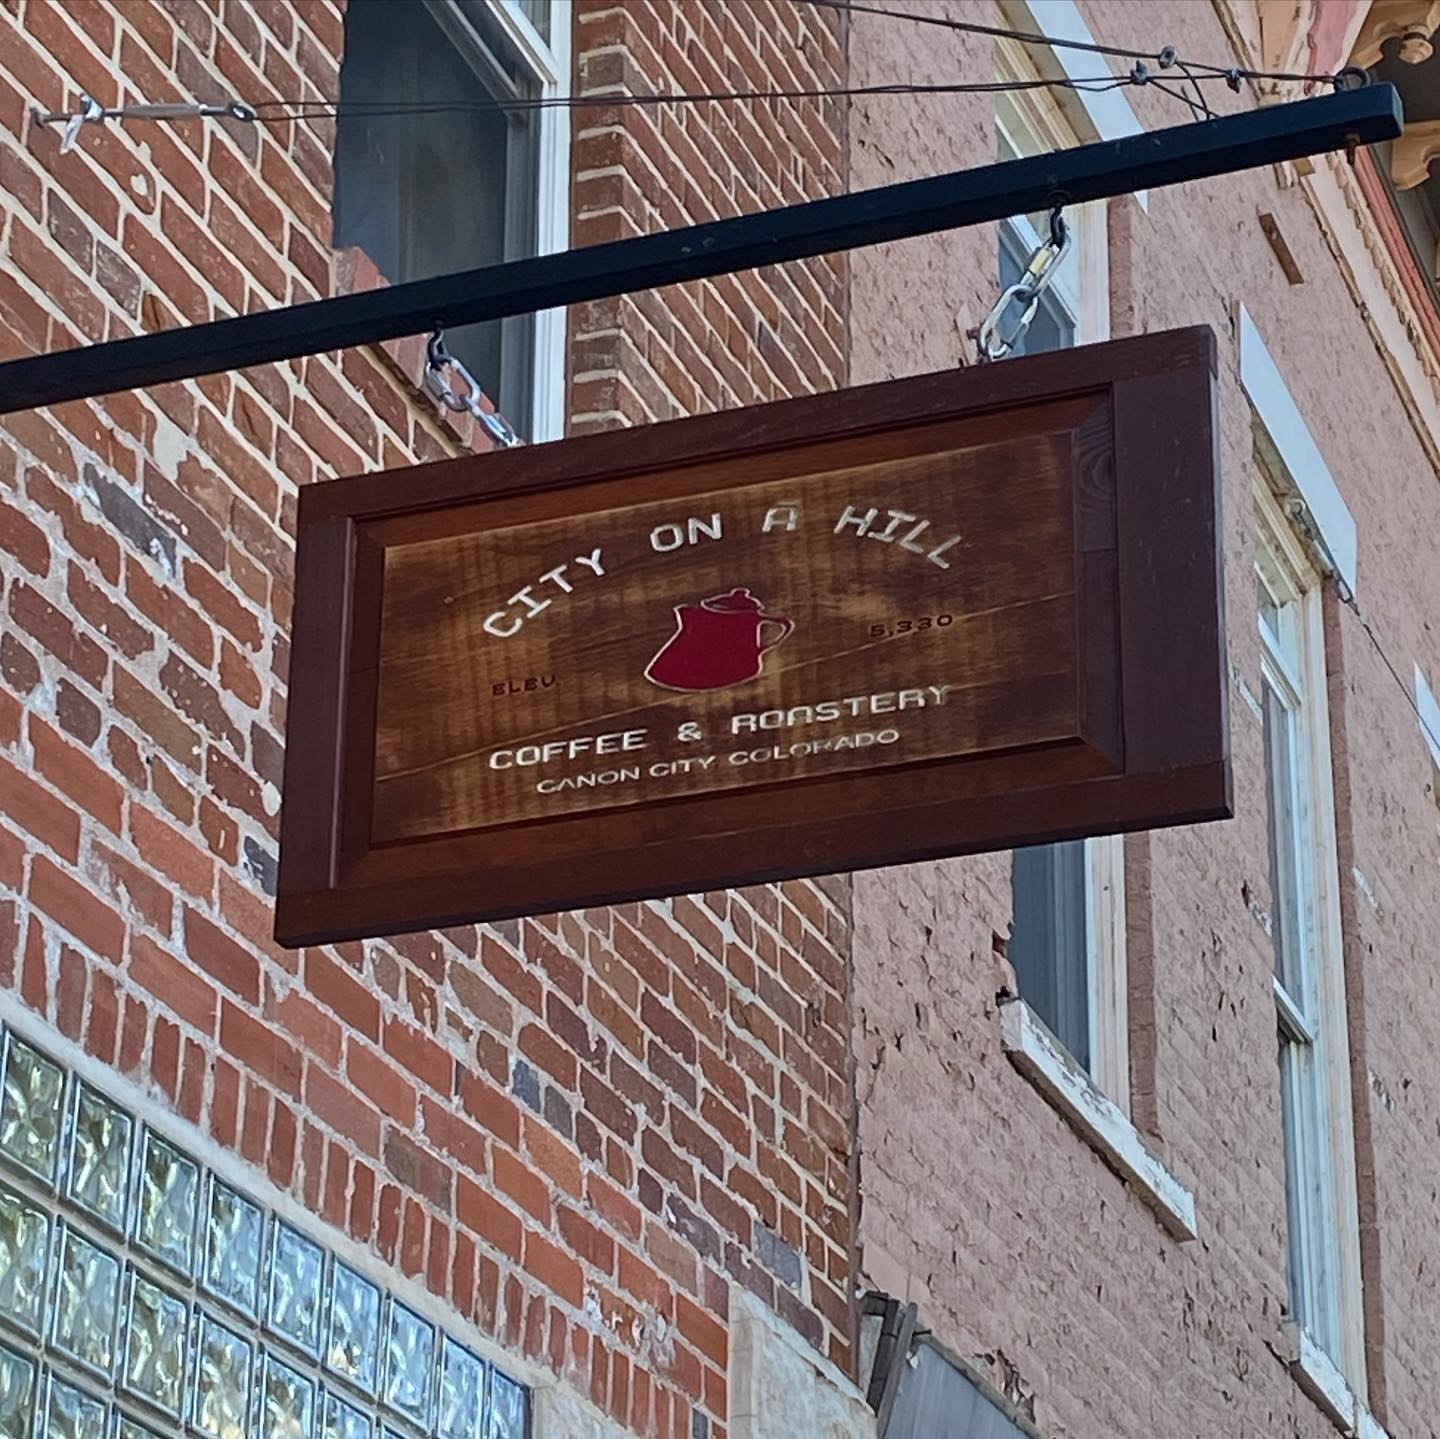 CITY ON A HILL
ELEV 5,330
COFFEE & ROASTERY
CANON CITY COLORADO